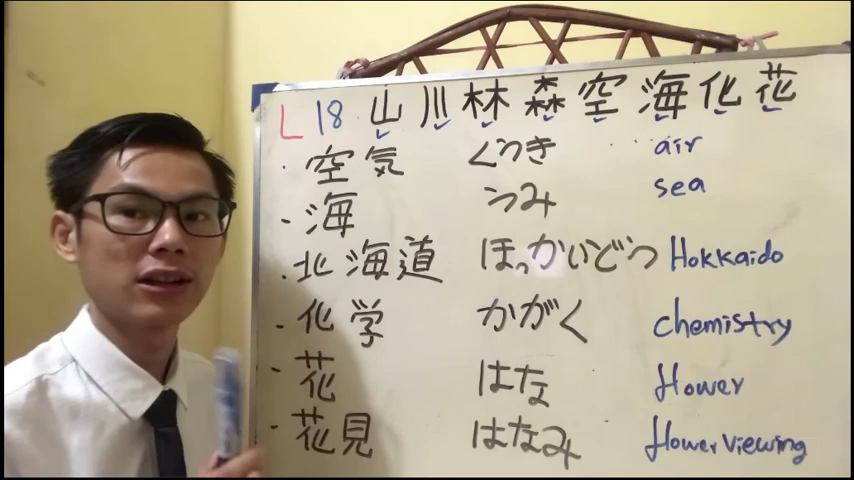 L 18 山 川 林 森 空 海 化 花
・空気 くうき air
・海 うみ sea
・北海道 ほっかいどう Hokkaido
・化学 かがく chemistry
・花 はな flower
・花見 はなみ flower viewing